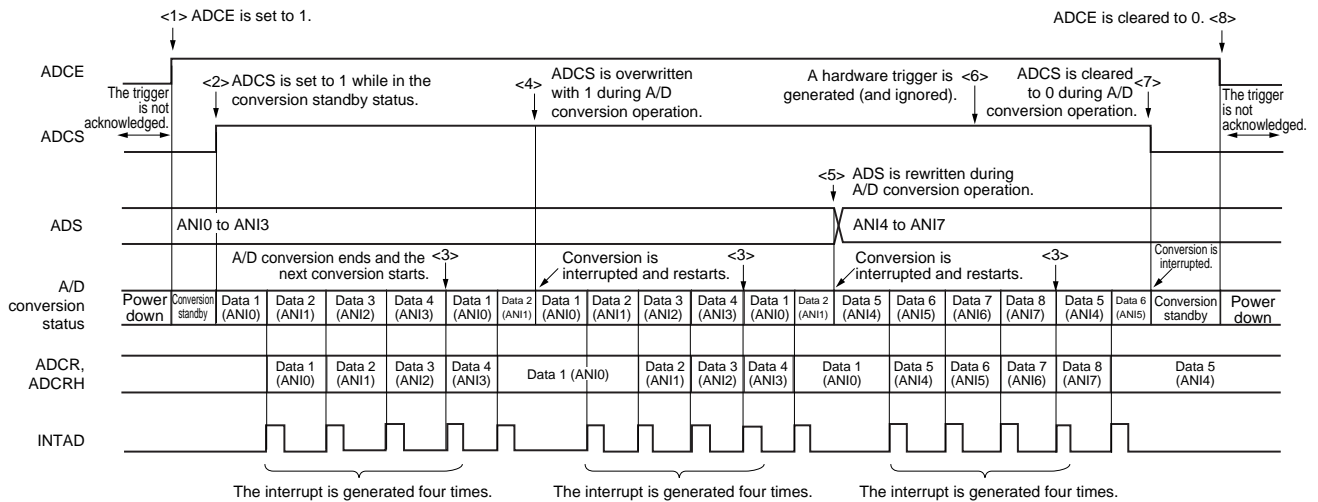 <1> ADCE is set to 1.
ADCE is cleared to 0. <8>
ADCE
The trigger
is not
acknowledged.
<2> ADCS is set to 1 while in the
conversion standby status.
<4> ADCS is overwritten
with 1 during A/D
conversion operation.
A hardware trigger is <6>
generated (and ignored).
ADCS is cleared <7>
to 0 during A/D
conversion operation.
The trigger
is not
acknowledged.
ADCS
<5> ADS is rewritten during
A/D conversion operation.
ADS
ANI0 to ANI3
ANI4 to ANI7
A/D conversion ends and the <3>
next conversion starts.
Conversion is
interrupted and restarts.
<3>
Conversion is
interrupted and restarts.
<3>
Conversion is
interrupted.
A/D
conversion
status
Power
down
Conversion
standby
Data 1
(ANI0)
Data 2
(ANI1)
Data 3
(ANI2)
Data 4
(ANI3)
Data 1
(ANI0)
Data 2
(ANI1)
Data 1
(ANI0)
Data 2
(ANI1)
Data 3
(ANI2)
Data 4
(ANI3)
Data 1
(ANI0)
Data 2
(ANI1)
Data 5
(ANI4)
Data 6
(ANI5)
Data 7
(ANI6)
Data 8
(ANI7)
Data 5
(ANI4)
Data 6
(ANI5)
Conversion
standby
Power
down
ADCR,
ADCRH
Data 1
(ANI0)
Data 2
(ANI1)
Data 3
(ANI2)
Data 4
(ANI3)
Data 1 (ANI0)
Data 2
(ANI1)
Data 3
(ANI2)
Data 4
(ANI3)
Data 1
(ANI0)
Data 5
(ANI4)
Data 6
(ANI5)
Data 7
(ANI6)
Data 8
(ANI7)
Data 5
(ANI4)
INTAD
The interrupt is generated four times.
The interrupt is generated four times.
The interrupt is generated four times.